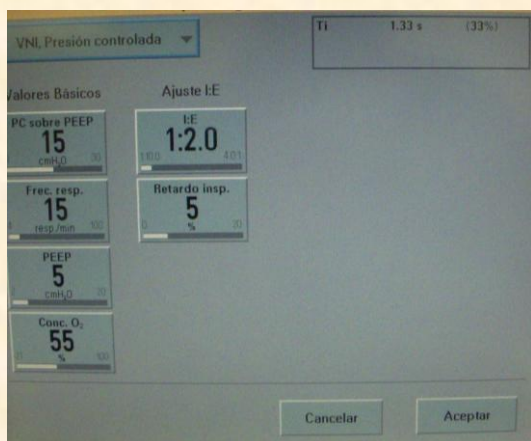 VNI, Presión controlada
Ti 1.33 s (33%)
Valores Básicos
Ajuste I:E
PC sobre PEEP
15
cmH₂O 30
I:E
1:2.0
1:10.0 4.0:1
Frec. resp.
15
resp./min 100
Retardo insp.
5
0 % 20
PEEP
5
cmH₂O 20
Conc. O₂
55
% 100
Cancelar
Aceptar